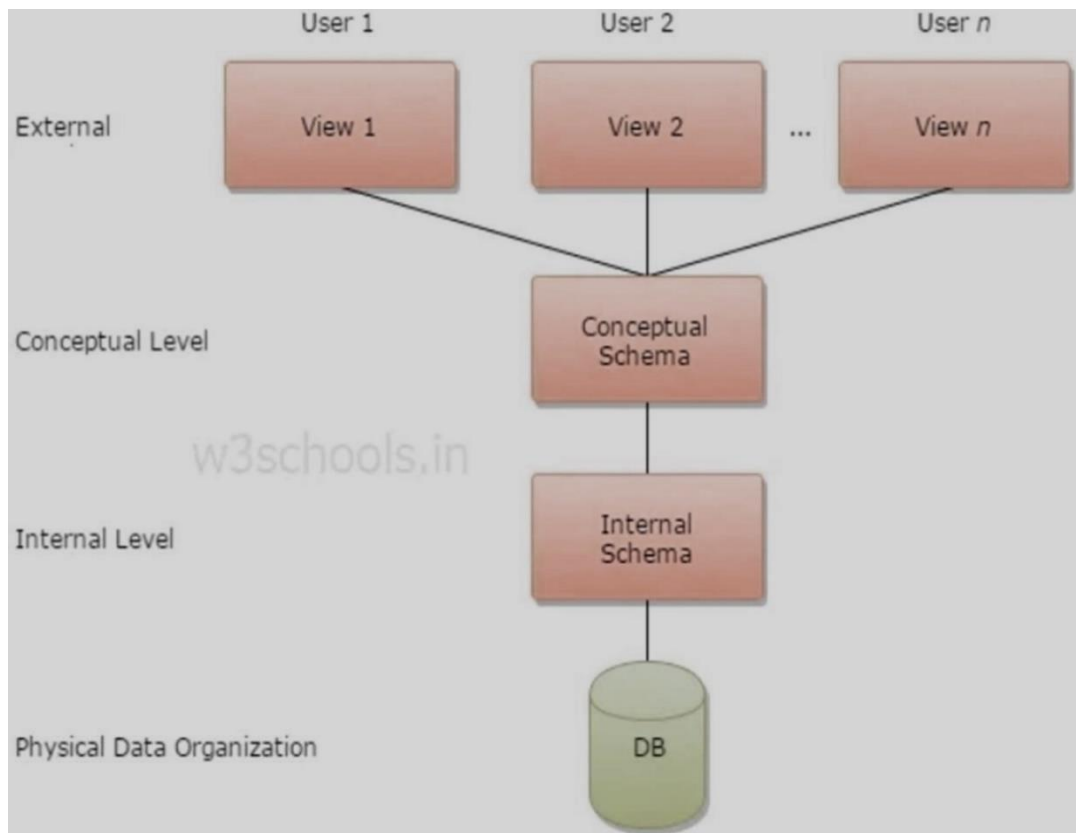 User 1
User 2
User n
External
View 1
View 2
...
View n
Conceptual Level
Conceptual
Schema
w3schools.in
Internal Level
Internal
Schema
Physical Data Organization
DB